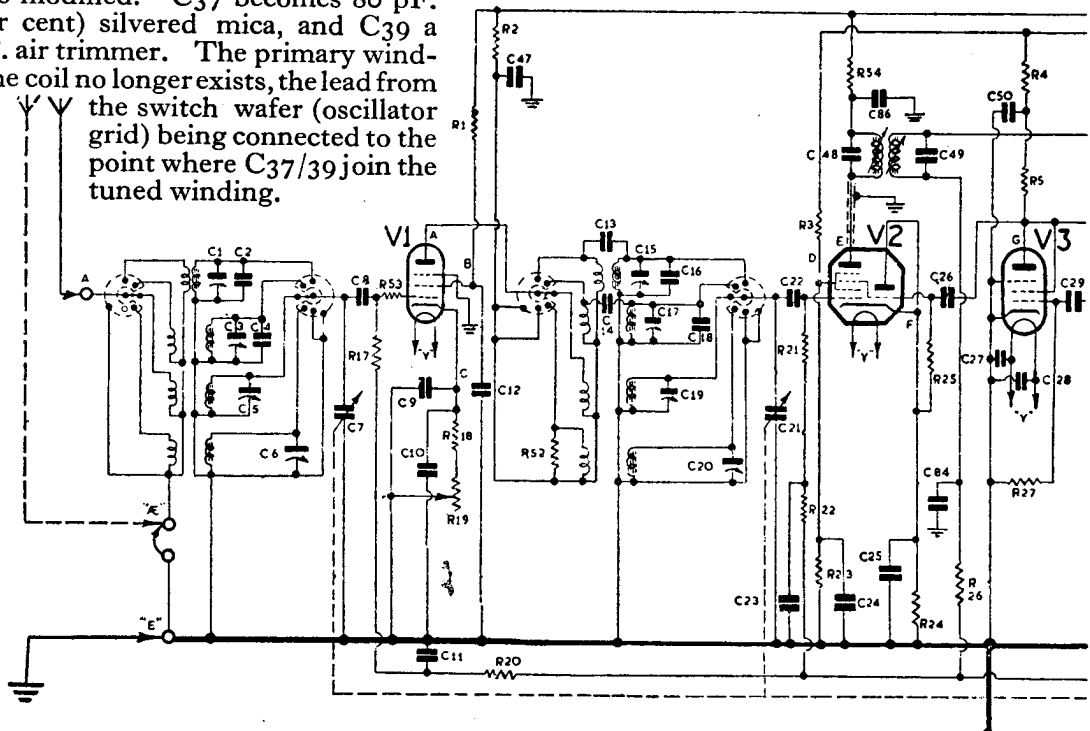 modified. C37 becomes 80 pF.
cent) silvered mica, and C39 a
air trimmer. The primary wind-
coil no longer exists, the lead from
the switch wafer (oscillator
grid) being connected to the
point where C37/39 join the
tuned winding.
R2
C47
R54
R4
C50
C86
R1
C48
C49
R5
R3
V1
V2
V3
A
B
C
D
E
F
G
A
C1
C2
C3
C4
C5
C6
C7
C8
R53
R17
C9
C10
R18
R19
C12
C13
C15
C16
C14
C17
C18
C19
C20
R52
C22
R21
C21
R22
C23
R23
C24
C25
R24
C26
R25
C84
R26
C27
C28
C29
R27
"Y"
"Y"
"Y"
"Æ"
"E"
C11
R20